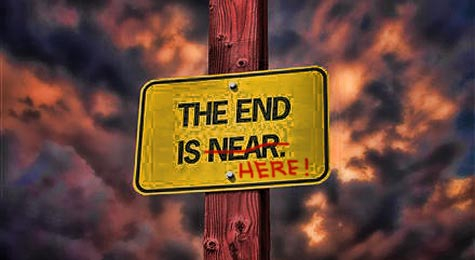 THE END
IS NEAR.
HERE!